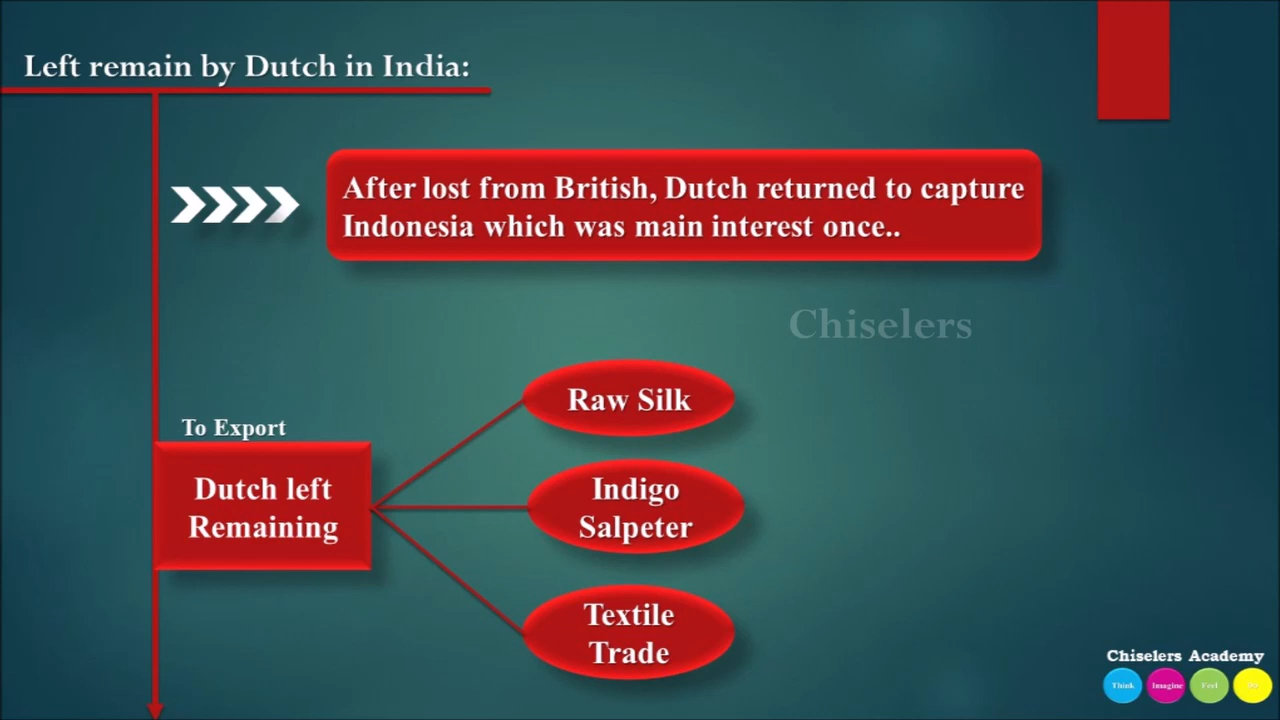 Left remain by Dutch in India:
After lost from British, Dutch returned to capture
Indonesia which was main interest once..
Chiselers
To Export
Dutch left
Remaining
Raw Silk
Indigo
Salpeter
Textile
Trade
Chiselers Academy
Think Imagine Feel